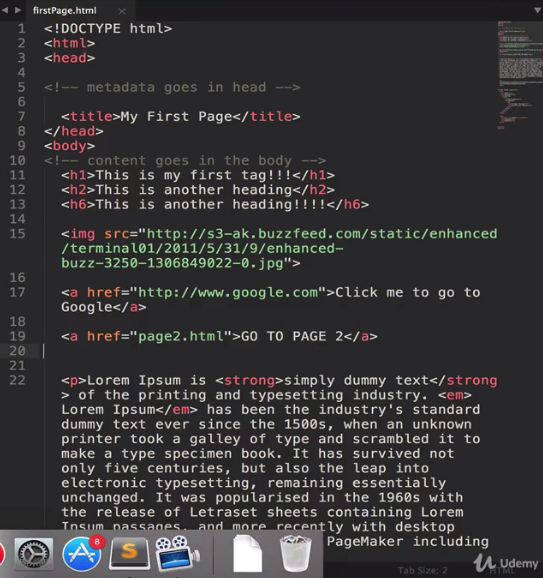 firstPage.html
1 <!DOCTYPE html>
2 <html>
3 <head>
4
5 <!-- metadata goes in head -->
6
7 <title>My First Page</title>
8 </head>
9 <body>
10 <!-- content goes in the body -->
11 <h1>This is my first tag!!!</h1>
12 <h2>This is another heading</h2>
13 <h6>This is another heading!!!!</h6>
14
15 <img src="http://s3-ak.buzzfeed.com/static/enhanced
/terminal01/2011/5/31/9/enhanced-
buzz-3250-1306849022-0.jpg">
16
17 <a href="http://www.google.com">Click me to go to
Google</a>
18
19 <a href="page2.html">GO TO PAGE 2</a>
20
21
22 <p>Lorem Ipsum is <strong>simply dummy text</strong
> of the printing and typesetting industry. <em>
Lorem Ipsum</em> has been the industry's standard
dummy text ever since the 1500s, when an unknown
printer took a galley of type and scrambled it to
make a type specimen book. It has survived not
only five centuries, but also the leap into
electronic typesetting, remaining essentially
unchanged. It was popularised in the 1960s with
the release of Letraset sheets containing Lorem
Ipsum passages, and more recently with desktop
PageMaker including
8
Tab Size: 2 HTML
Udemy